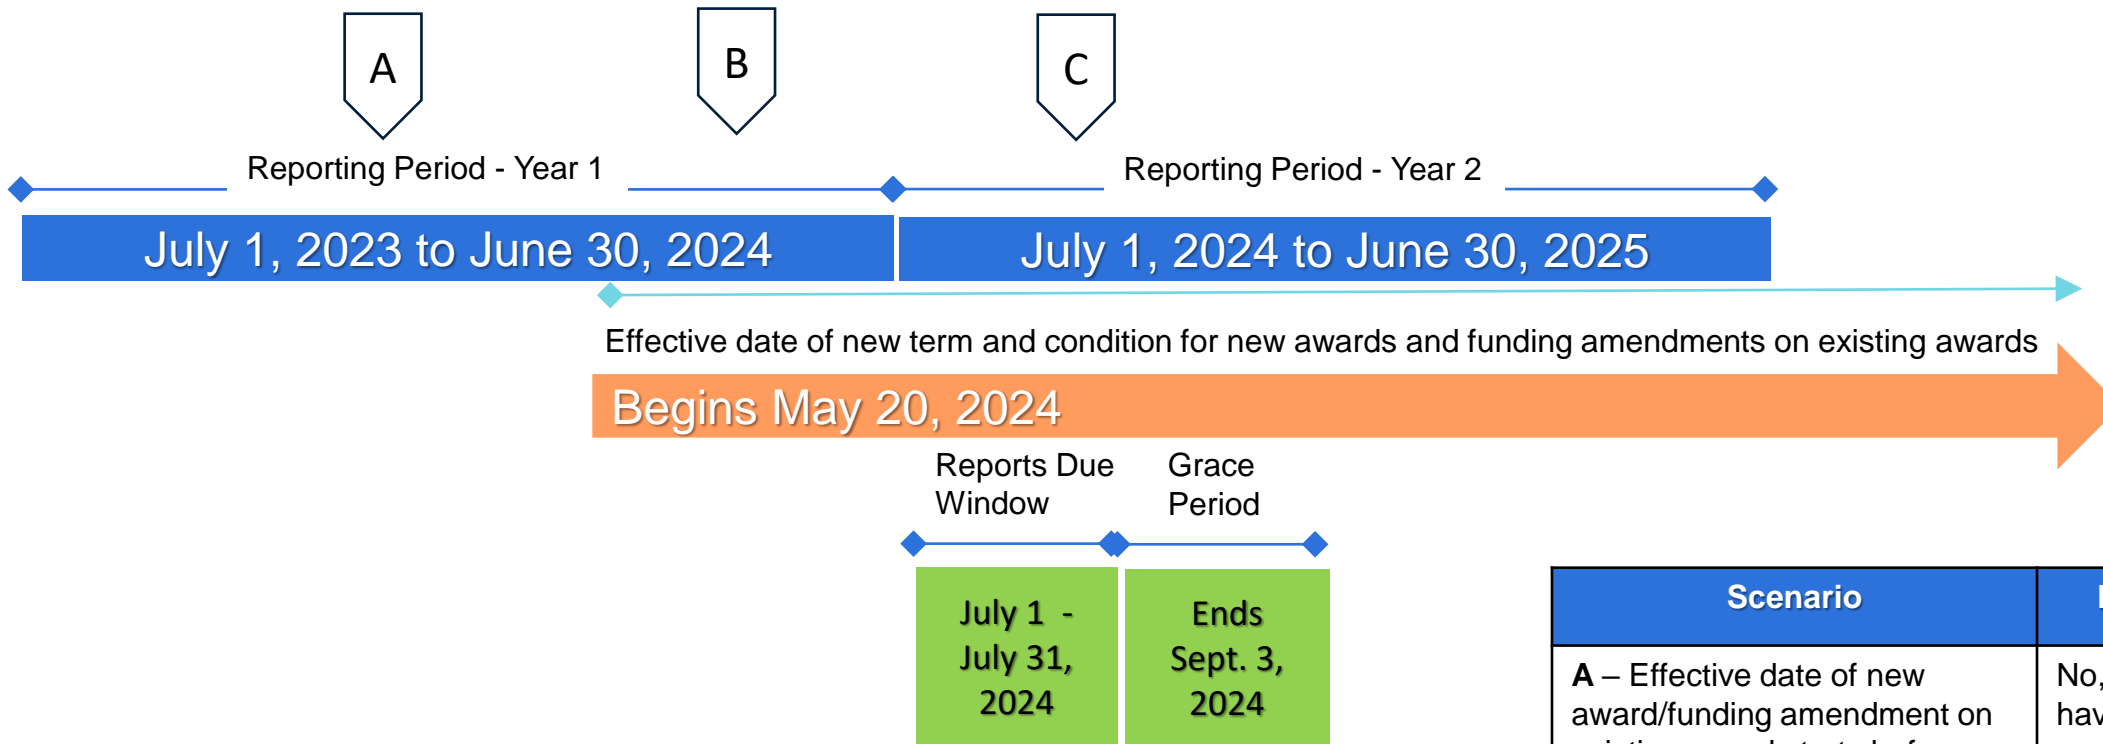 A
B
C
Reporting Period - Year 1
Reporting Period - Year 2
July 1, 2023 to June 30, 2024
July 1, 2024 to June 30, 2025
Effective date of new term and condition for new awards and funding amendments on existing awards
Begins May 20, 2024
Reports Due
Window
Grace
Period
July 1 -
July 31,
2024
Ends
Sept. 3,
2024
Scenario
A – Effective date of new
award/funding amendment on
No,